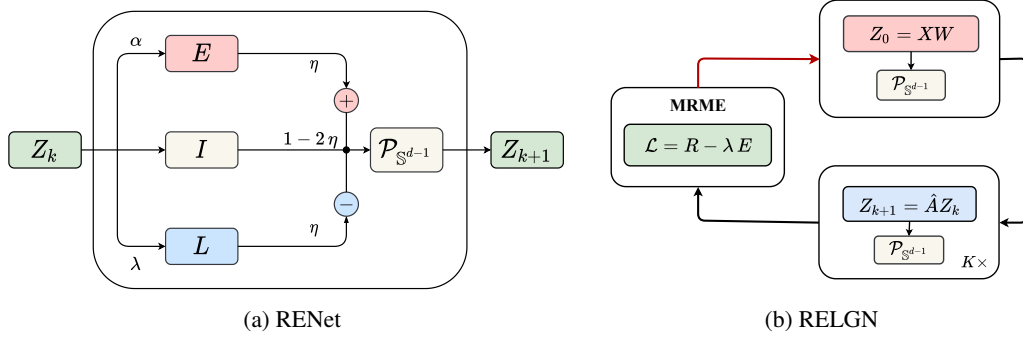 α
E
η
+
Z_k
I
1 − 2 η
𝒫_{𝕊^{d−1}}
Z_{k+1}
−
L
η
λ
(a) RENet
Z_0 = XW
𝒫_{𝕊^{d−1}}
MRME
ℒ = R − λ E
Z_{k+1} = ÂZ_k
𝒫_{𝕊^{d−1}}
K×
(b) RELGN